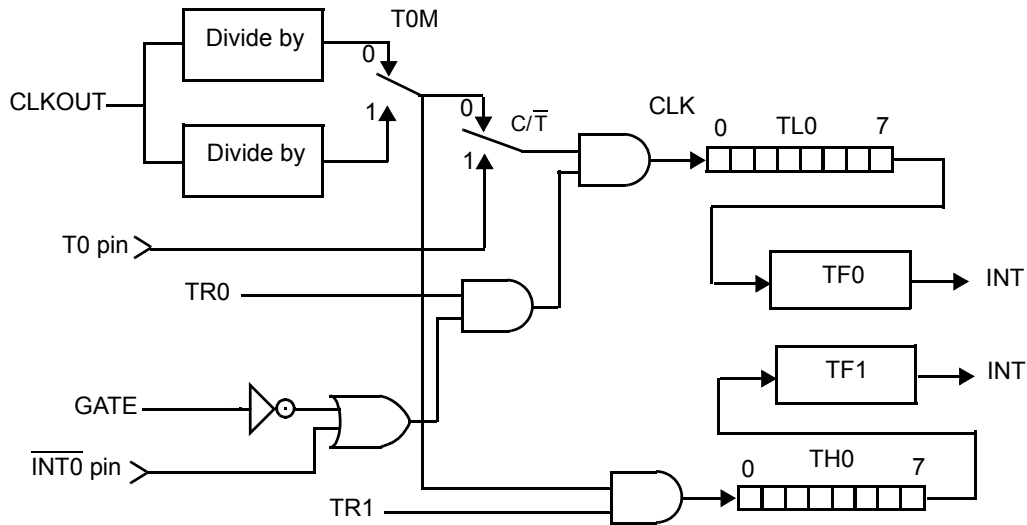 T0M
Divide by
0
CLKOUT
1
Divide by
0
C/T̅
1
CLK
0 TL0 7
T0 pin
TR0
TF0
INT
TF1
INT
GATE
I̅N̅T̅0̅ pin
0 TH0 7
TR1